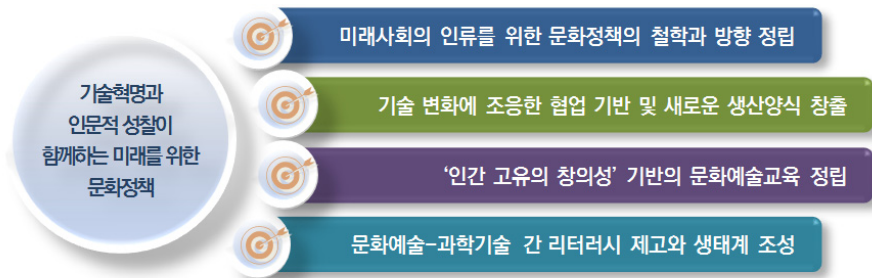 기술혁명과
인문적 성찰이
함께하는 미래를 위한
문화정책
미래사회의 인류를 위한 문화정책의 철학과 방향 정립
기술 변화에 조응한 협업 기반 및 새로운 생산양식 창출
‘인간 고유의 창의성’ 기반의 문화예술교육 정립
문화예술-과학기술 간 리터러시 제고와 생태계 조성